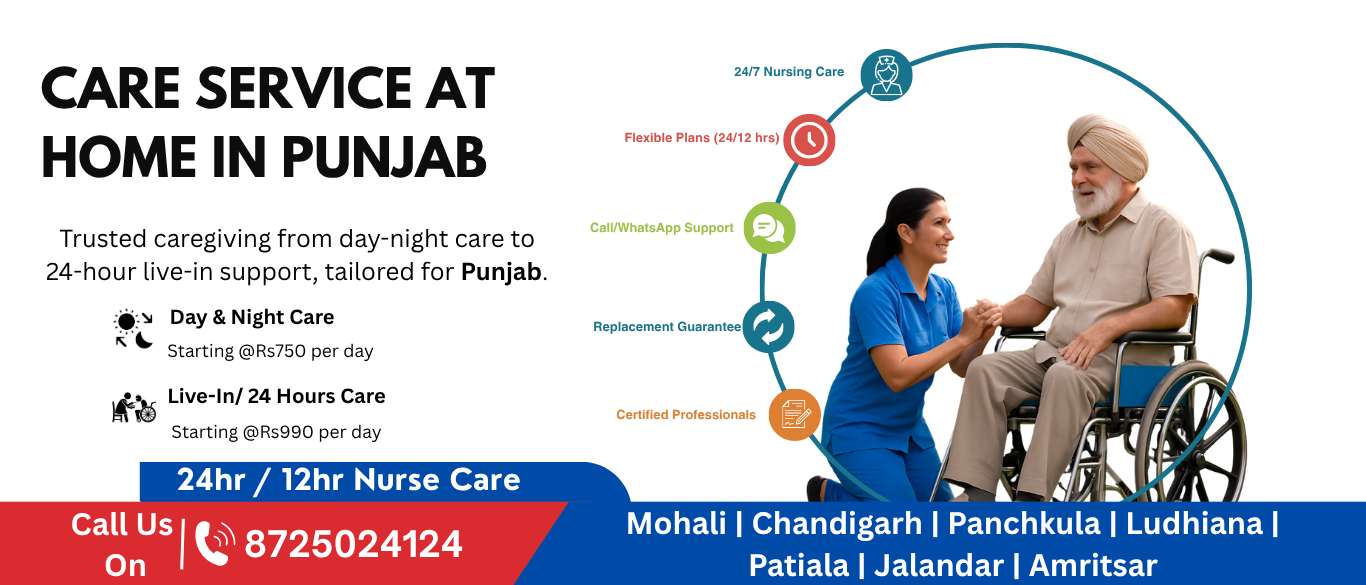 CARE SERVICE AT
HOME IN PUNJAB
Trusted caregiving from day-night care to
24-hour live-in support, tailored for Punjab.
Day & Night Care
Starting @Rs750 per day
Live-In/ 24 Hours Care
Starting @Rs990 per day
24/7 Nursing Care
Flexible Plans (24/12 hrs)
Call/WhatsApp Support
Replacement Guarantee
Certified Professionals
24hr / 12hr Nurse Care
Call Us
On
8725024124
Mohali | Chandigarh | Panchkula | Ludhiana |
Patiala | Jalandar | Amritsar